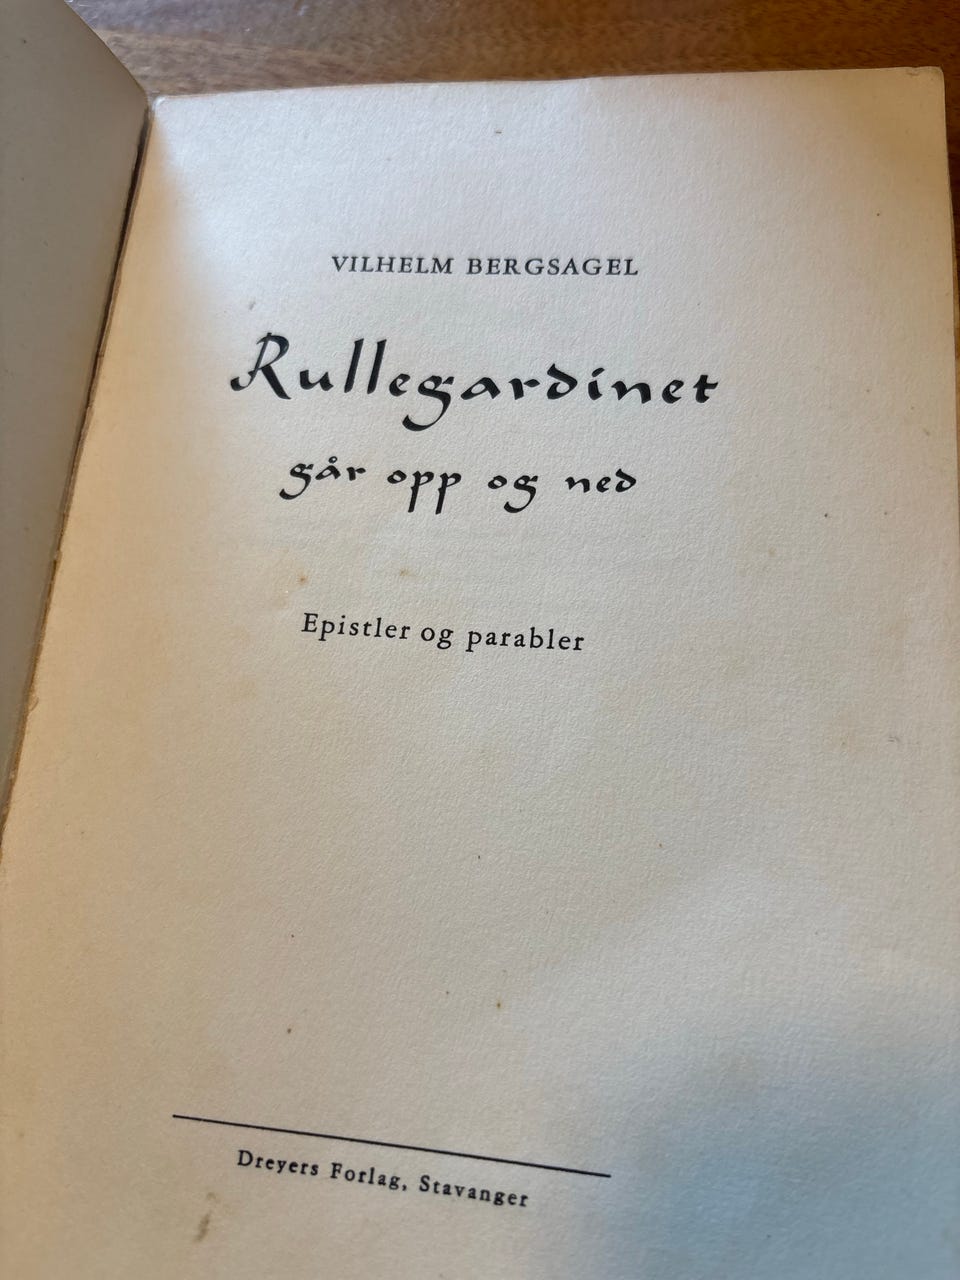 VILHELM BERGSAGEL
Rullegardinet
går opp og ned
Epistler og parabler
Dreyers Forlag, Stavanger